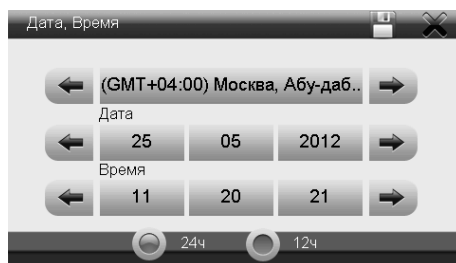 Дата, Время
(GMT+04:00) Москва, Абу-даб..
Дата
25 05 2012
Время
11 20 21
24ч 12ч